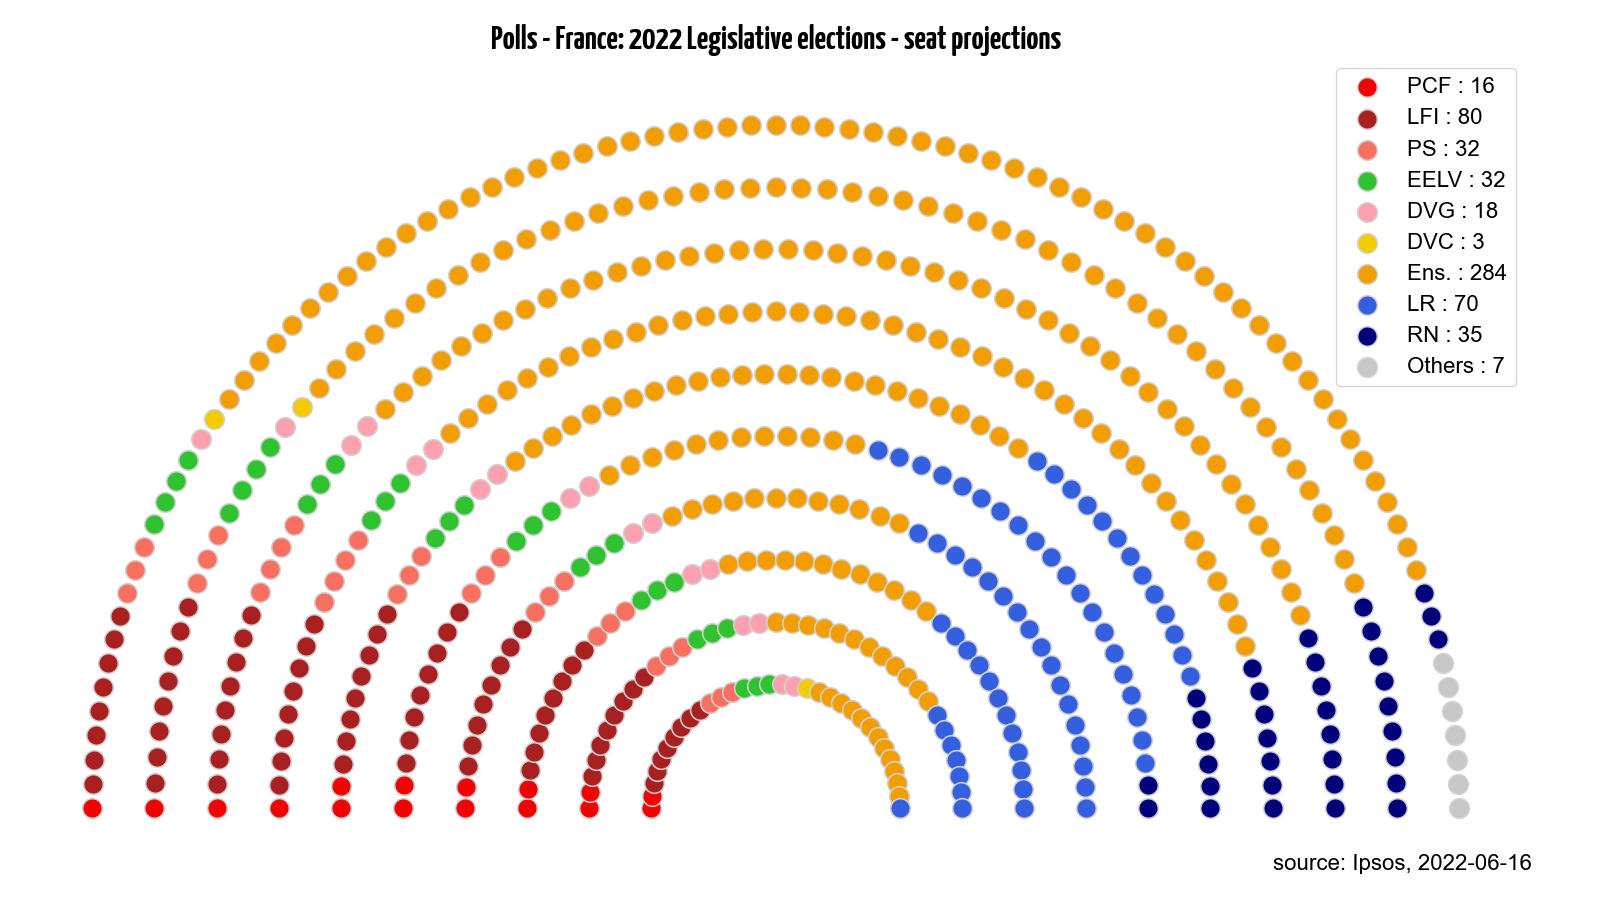 Polls - France: 2022 Legislative elections - seat projections
PCF : 16
LFI : 80
PS : 32
EELV : 32
DVG : 18
DVC : 3
Ens. : 284
LR : 70
RN : 35
Others : 7
source: Ipsos, 2022-06-16